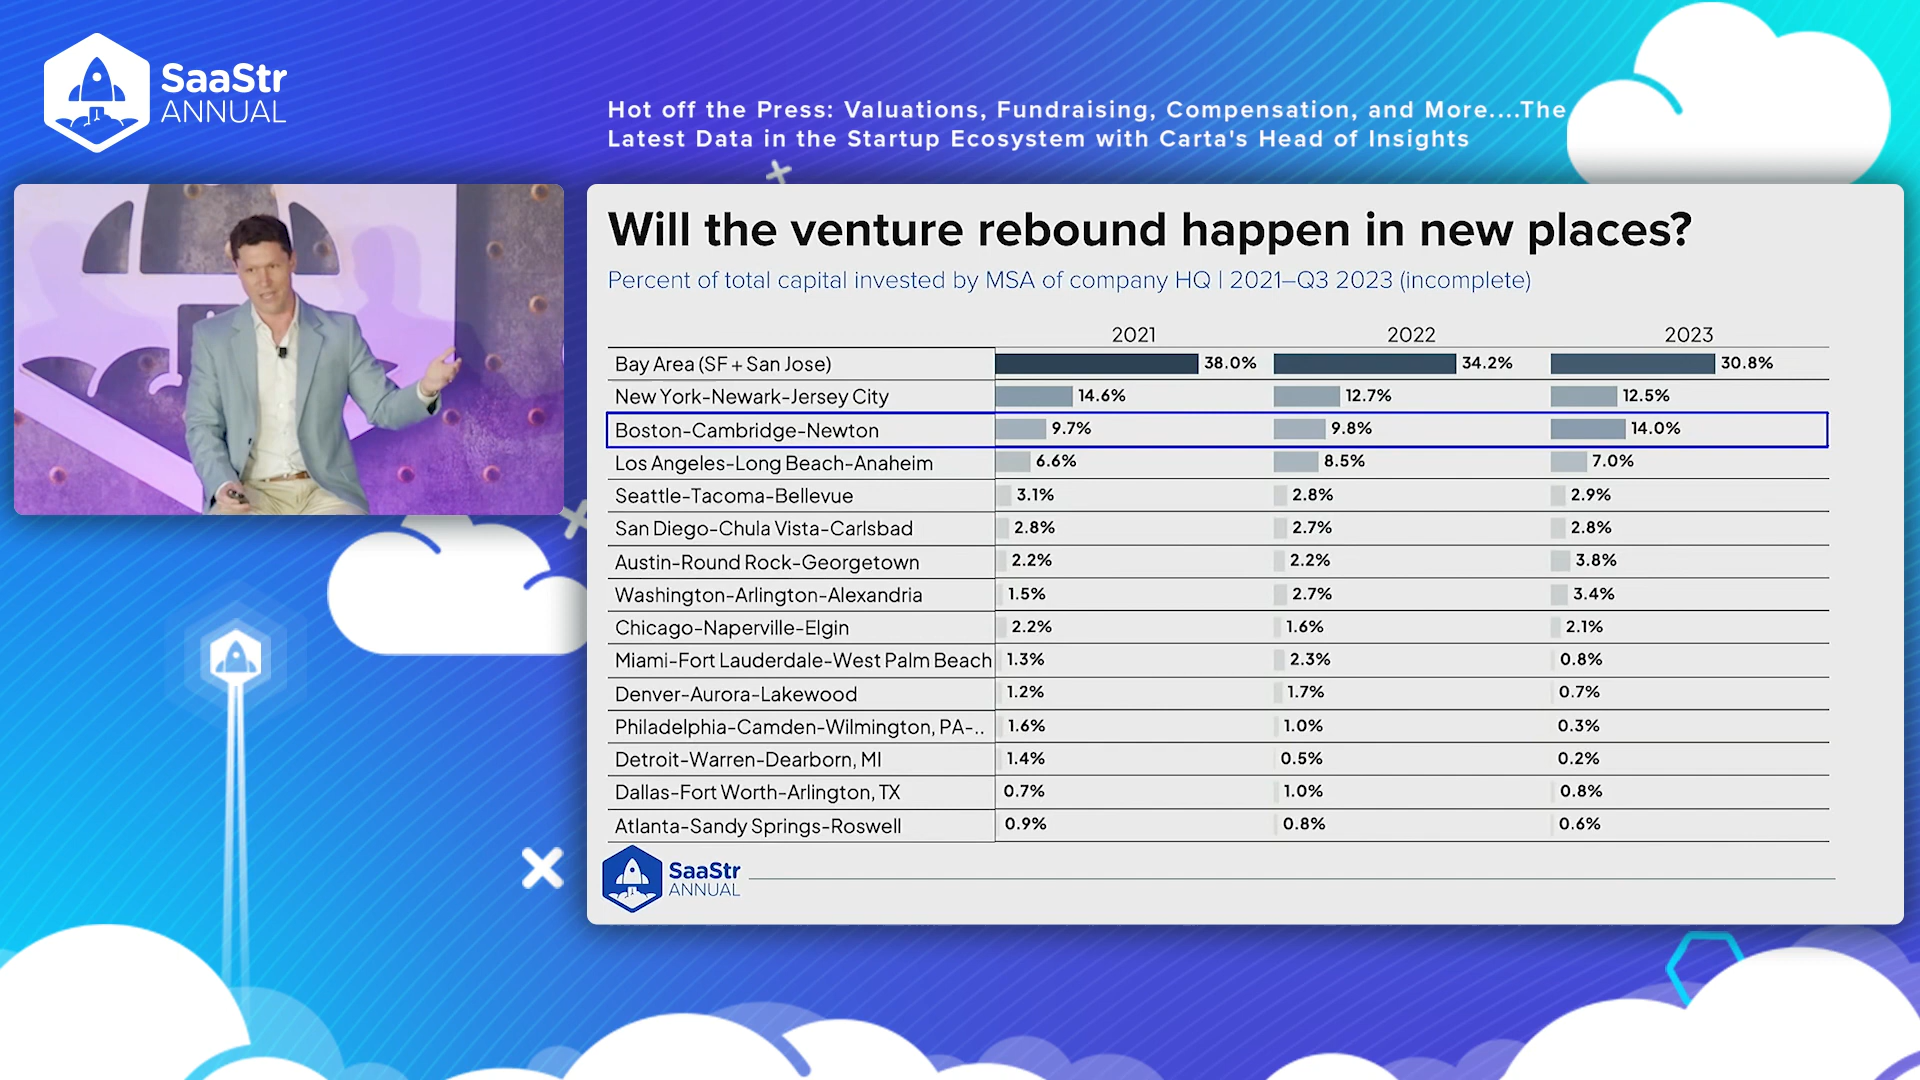 SaaStr
ANNUAL
Hot off the Press: Valuations, Fundraising, Compensation, and More....The
Latest Data in the Startup Ecosystem with Carta's Head of Insights
Will the venture rebound happen in new places?
Percent of total capital invested by MSA of company HQ | 2021–Q3 2023 (incomplete)
2021 2022 2023
Bay Area (SF + San Jose) 38.0% 34.2% 30.8%
New York-Newark-Jersey City 14.6% 12.7% 12.5%
Boston-Cambridge-Newton 9.7% 9.8% 14.0%
Los Angeles-Long Beach-Anaheim 6.6% 8.5% 7.0%
Seattle-Tacoma-Bellevue 3.1% 2.8% 2.9%
San Diego-Chula Vista-Carlsbad 2.8% 2.7% 2.8%
Austin-Round Rock-Georgetown 2.2% 2.2% 3.8%
Washington-Arlington-Alexandria 1.5% 2.7% 3.4%
Chicago-Naperville-Elgin 2.2% 1.6% 2.1%
Miami-Fort Lauderdale-West Palm Beach 1.3% 2.3% 0.8%
Denver-Aurora-Lakewood 1.2% 1.7% 0.7%
Philadelphia-Camden-Wilmington, PA-.. 1.6% 1.0% 0.3%
Detroit-Warren-Dearborn, MI 1.4% 0.5% 0.2%
Dallas-Fort Worth-Arlington, TX 0.7% 1.0% 0.8%
Atlanta-Sandy Springs-Roswell 0.9% 0.8% 0.6%
SaaStr
ANNUAL